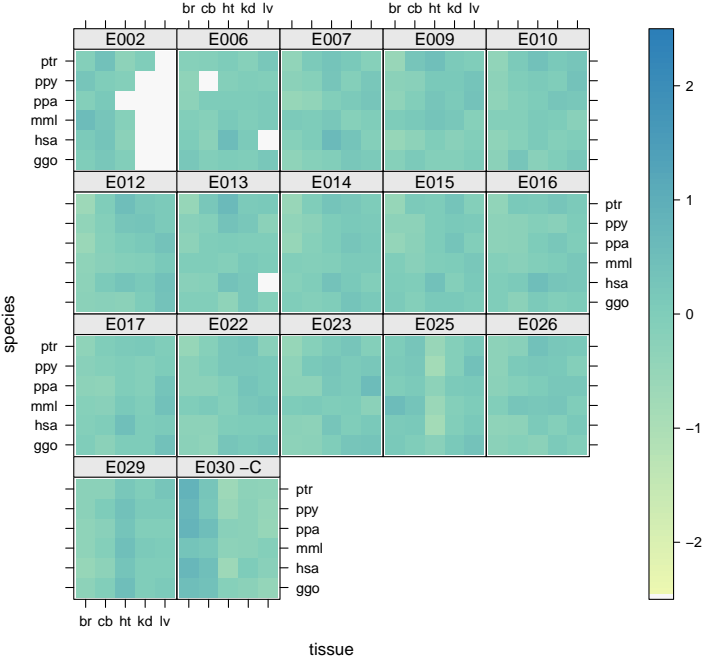 br cb ht kd lv br cb ht kd lv
E002 E006 E007 E009 E010
ptr
ppy
ppa
mml
hsa
ggo
E012 E013 E014 E015 E016
ptr
ppy
ppa
mml
hsa
ggo
E017 E022 E023 E025 E026
ptr
ppy
ppa
mml
hsa
ggo
E029 E030 −C
ptr
ppy
ppa
mml
hsa
ggo
br cb ht kd lv
tissue
species
2
1
0
−1
−2